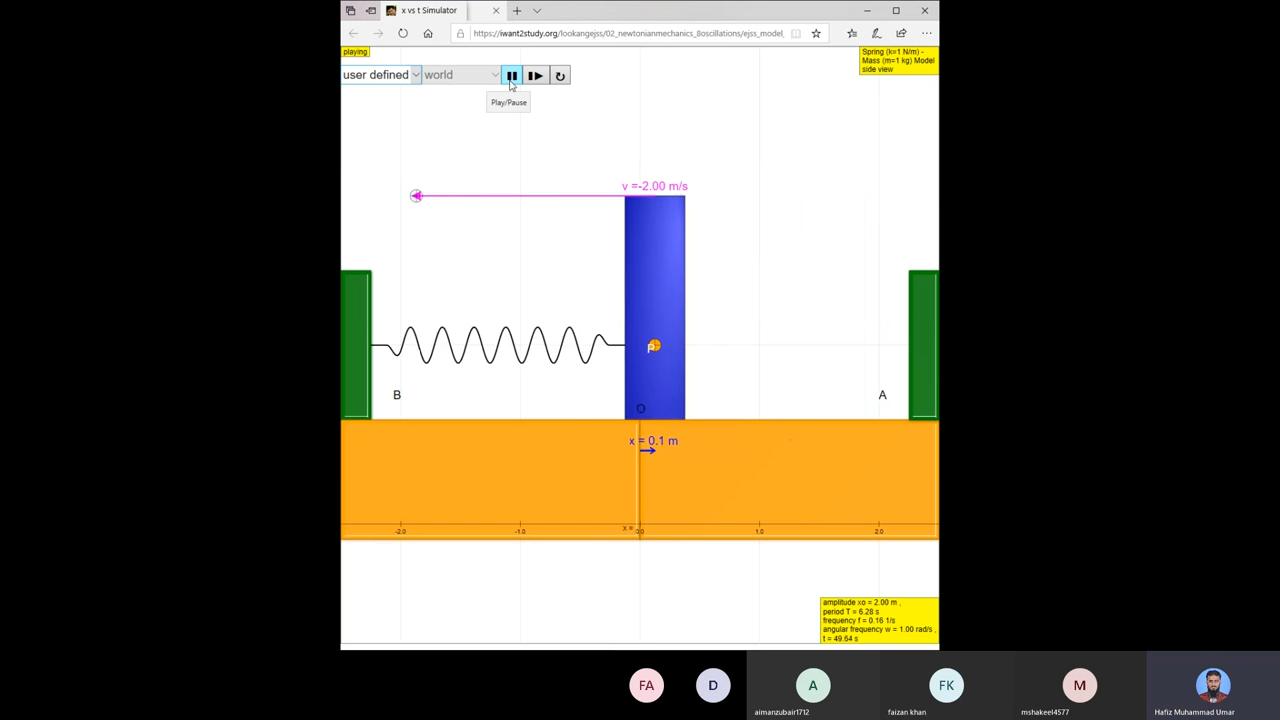 x vs t Simulator
https://iwant2study.org/lookangejss/02_newtonianmechanics_8oscillations/ejss_model_
playing
Spring (k=1 N/m) -
Mass (m=1 kg) Model
side view
user defined
world
Play/Pause
v =-2.00 m/s
P
B
A
O
x = 0.1 m
x =
-2.0 -1.0 0.0 1.0 2.0
amplitude xo = 2.00 m ,
period T = 6.28 s
frequency f = 0.16 1/s
angular frequency w = 1.00 rad/s ,
t = 49.64 s
FA
D
A
FK
M
aimanzubair1712
faizan khan
mshakeel4577
Hafiz Muhammad Umar